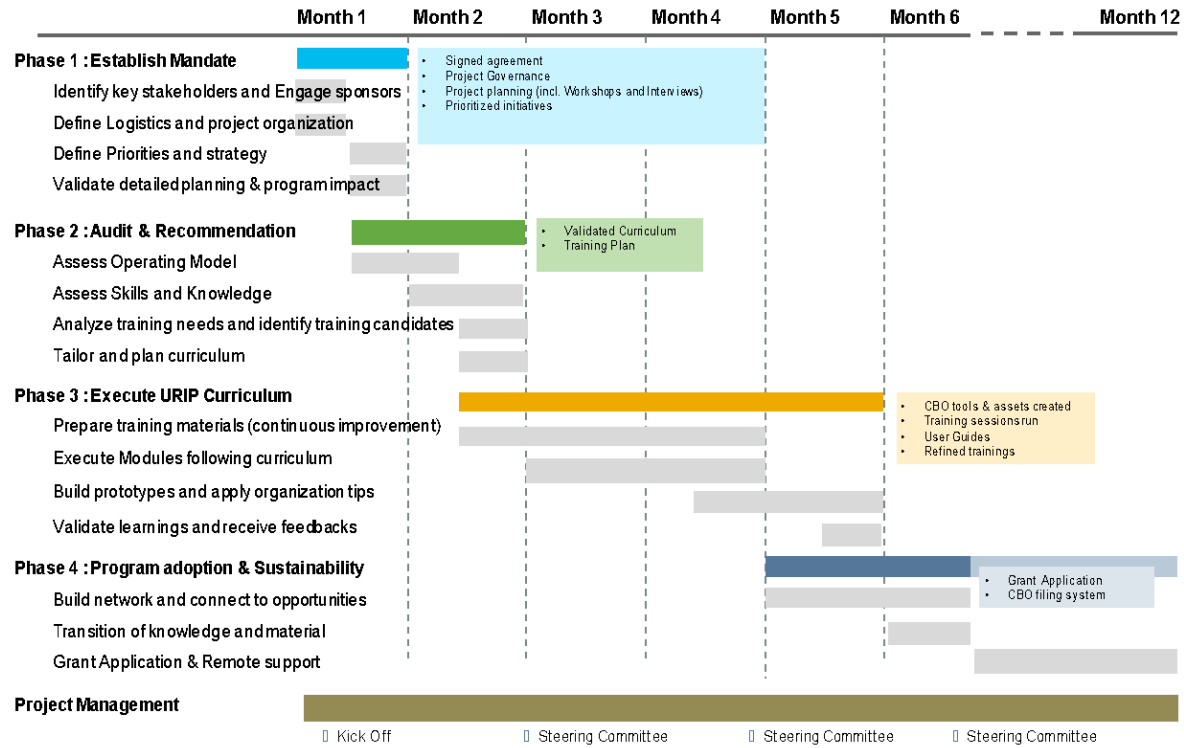 Month 1 Month 2 Month 3 Month 4 Month 5 Month 6 Month 12
Phase 1 : Establish Mandate
• Signed agreement
• Project Governance
• Project planning (incl. Workshops and Interviews)
• Prioritized initiatives
Identify key stakeholders and Engage sponsors
Define Logistics and project organization
Define Priorities and strategy
Validate detailed planning & program impact
Phase 2 : Audit & Recommendation
• Validated Curriculum
• Training Plan
Assess Operating Model
Assess Skills and Knowledge
Analyze training needs and identify training candidates
Tailor and plan curriculum
Phase 3 : Execute URIP Curriculum
• CBO tools & assets created
• Training sessions run
• User Guides
• Refined trainings
Prepare training materials (continuous improvement)
Execute Modules following curriculum
Build prototypes and apply organization tips
Validate learnings and receive feedbacks
Phase 4 : Program adoption & Sustainability
• Grant Application
• CBO filing system
Build network and connect to opportunities
Transition of knowledge and material
Grant Application & Remote support
Project Management
Kick Off Steering Committee Steering Committee Steering Committee